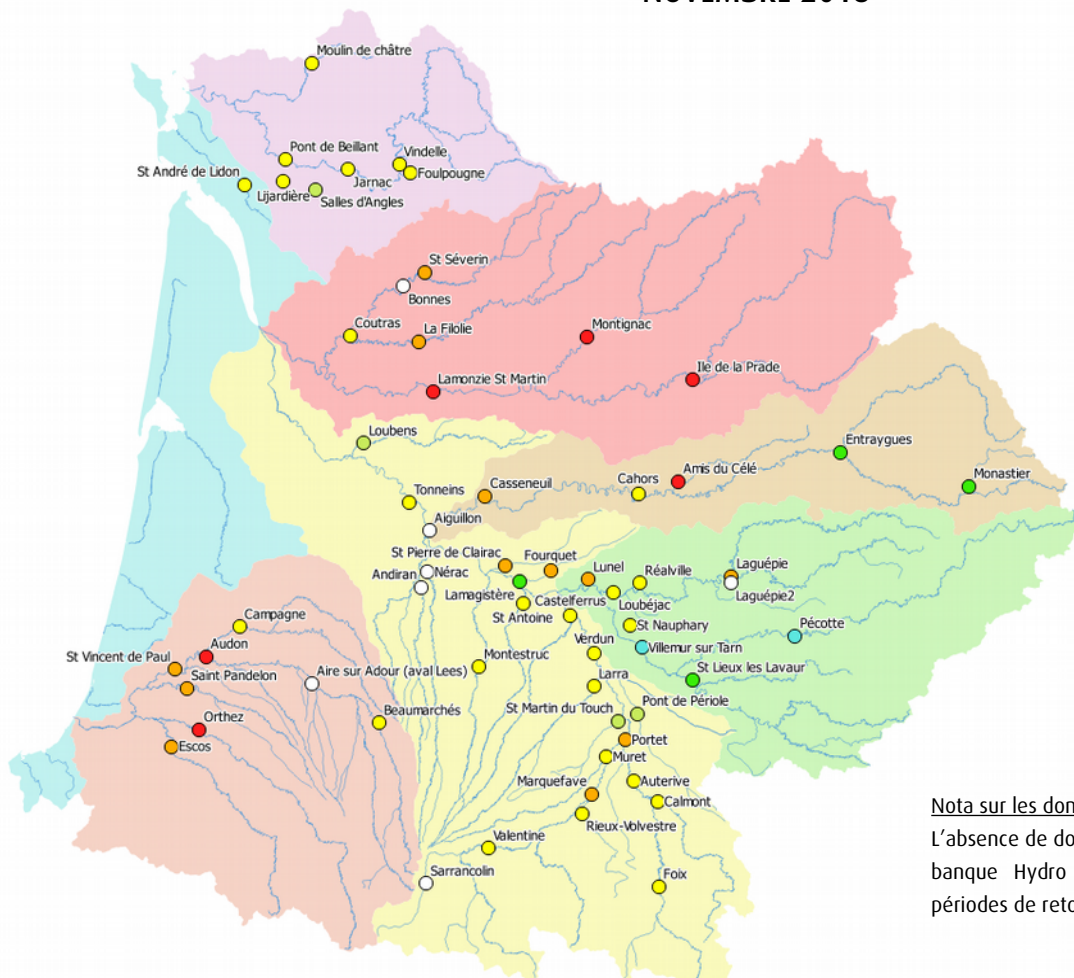 Moulin de châtre
Pont de Beillant
Vindelle
St André de Lidon
Jarnac
Foulpougne
Lijardière
Salles d'Angles
St Séverin
Bonnes
Coutras
La Filolie
Montignac
Ile de la Prade
Lamonzie St Martin
Loubens
Entraygues
Amis du Célé
Monastier
Casseneuil
Cahors
Tonneins
Aiguillon
St Pierre de Clairac
Fourquet
Lunel
Réalville
Laguépie
Andiran
Nérac
Laguépie2
Lamagistère
Castelferrus
Loubéjac
St Antoine
St Nauphary
Pécotte
Campagne
Verdun
Villemur sur Tarn
Audon
St Vincent de Paul
Aire sur Adour (aval Lees)
Montestruc
St Lieux les Lavaur
Saint Pandelon
Larra
Pont de Périole
Beaumarchés
St Martin du Touch
Orthez
Escos
Portet
Muret
Marquefave
Auterive
Calmont
Rieux-Volvestre
Valentine
Sarrancolin
Foix
Nota sur les don
L'absence de do
banque Hydro
périodes de reto